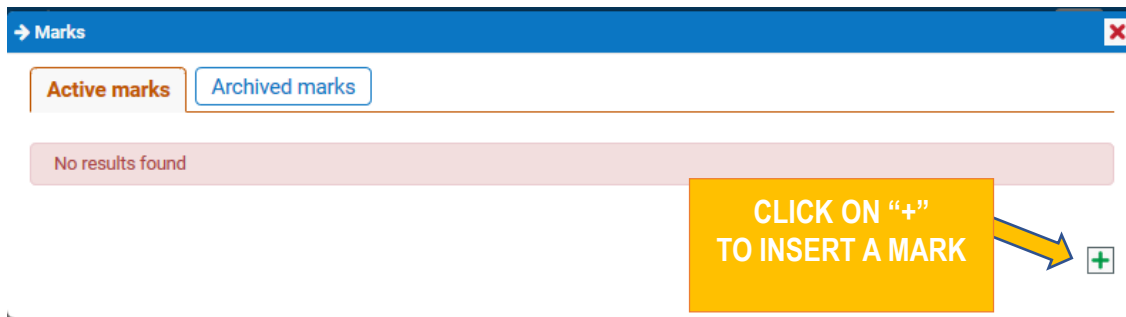 Marks
Active marks
Archived marks
No results found
CLICK ON “+”
TO INSERT A MARK